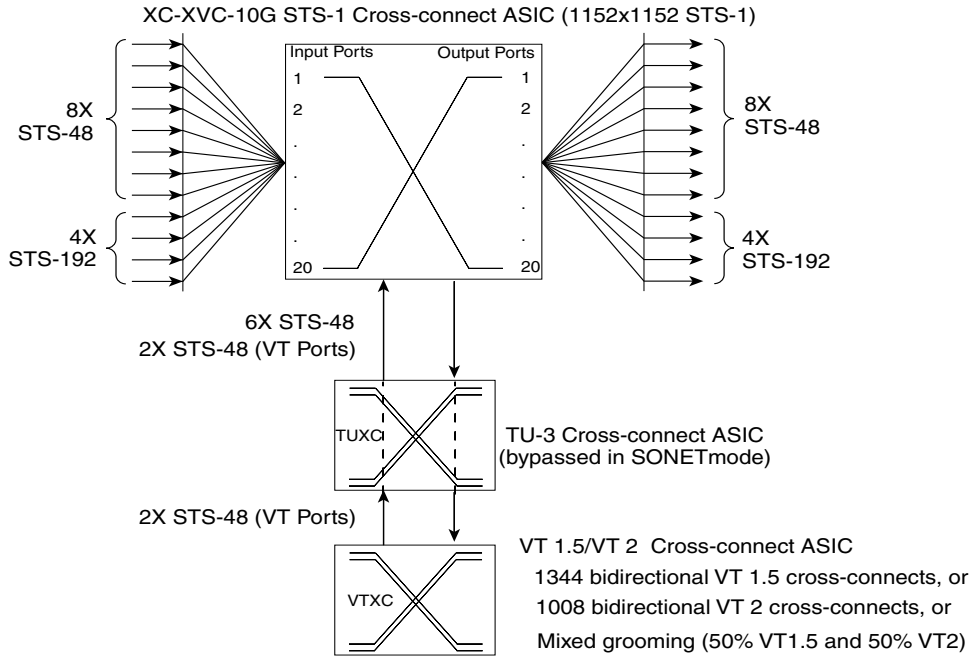 XC-XVC-10G STS-1 Cross-connect ASIC (1152x1152 STS-1)
Input Ports
Output Ports
1
1
2
2
.
.
.
.
.
.
20
20
8X
STS-48
4X
STS-192
8X
STS-48
4X
STS-192
6X STS-48
2X STS-48 (VT Ports)
TUXC
TU-3 Cross-connect ASIC
(bypassed in SONETmode)
2X STS-48 (VT Ports)
VTXC
VT 1.5/VT 2 Cross-connect ASIC
1344 bidirectional VT 1.5 cross-connects, or
1008 bidirectional VT 2 cross-connects, or
Mixed grooming (50% VT1.5 and 50% VT2)